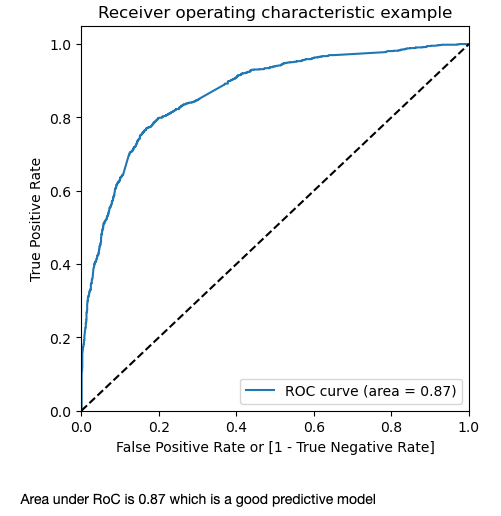 Receiver operating characteristic example
1.0
0.8
0.6
0.4
0.2
0.0
True Positive Rate
ROC curve (area = 0.87)
0.0 0.2 0.4 0.6 0.8 1.0
False Positive Rate or [1 - True Negative Rate]
Area under RoC is 0.87 which is a good predictive model